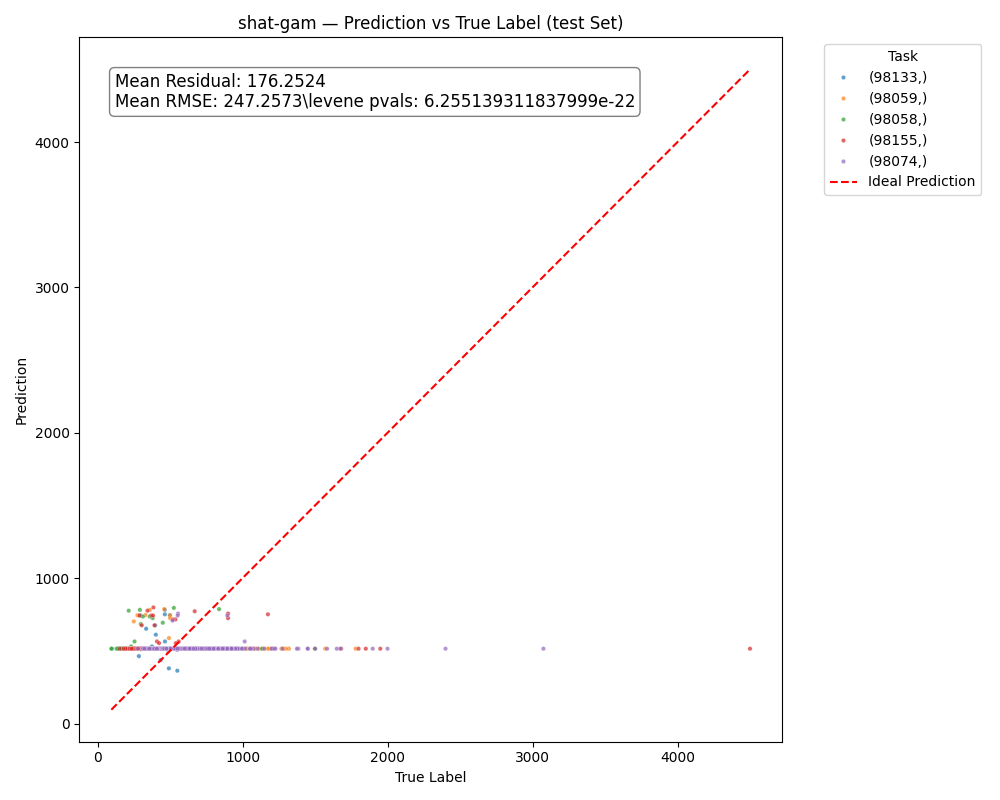 shat-gam — Prediction vs True Label (test Set)
Mean Residual: 176.2524
Mean RMSE: 247.2573\levene pvals: 6.255139311837999e-22
Task
(98133,)
(98059,)
(98058,)
(98155,)
(98074,)
Ideal Prediction
4000
3000
2000
1000
0
Prediction
0 1000 2000 3000 4000
True Label